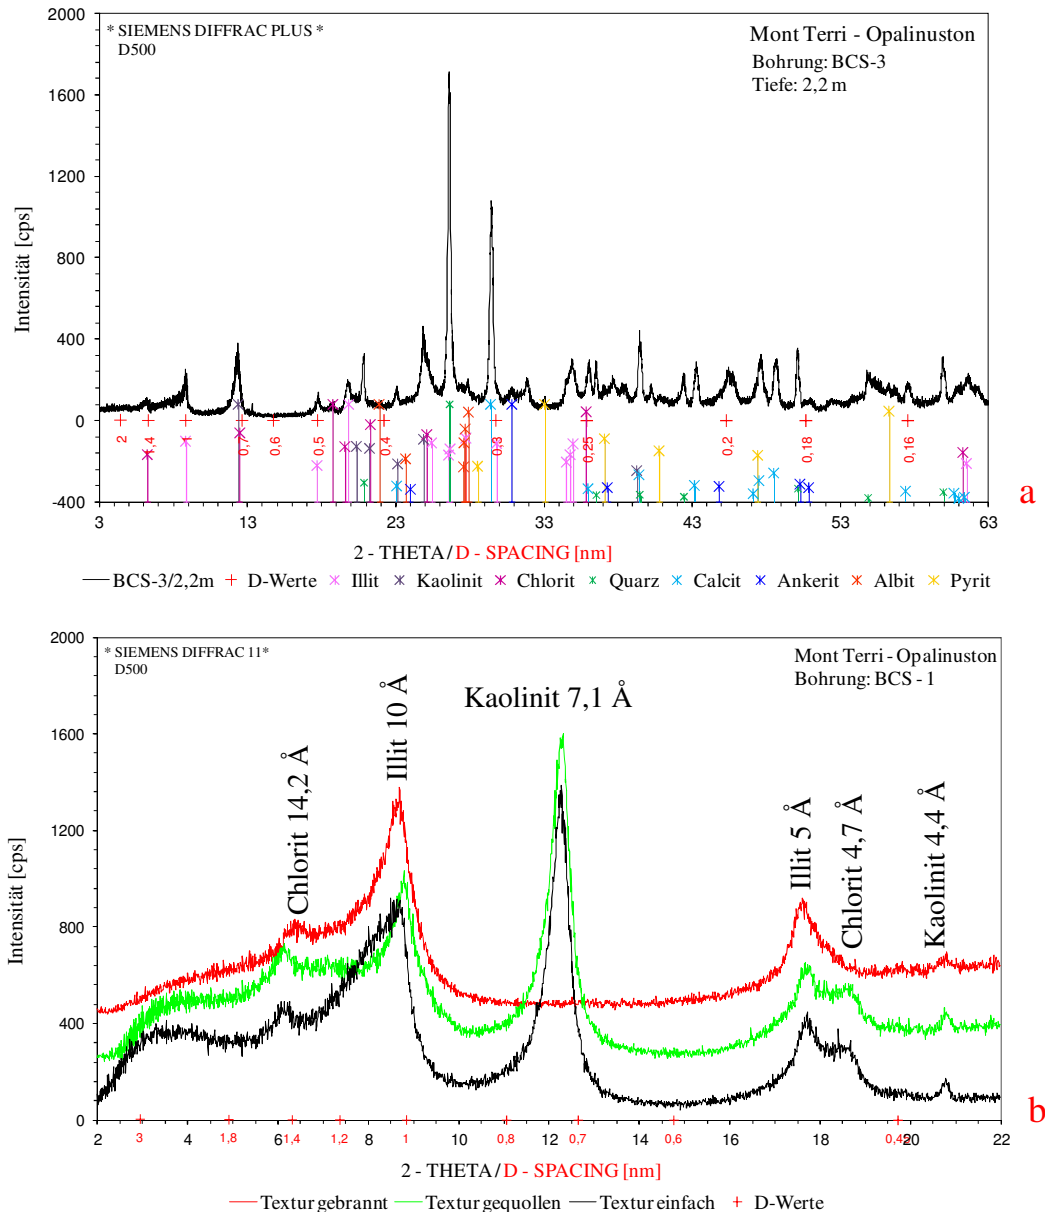 2000
* SIEMENS DIFFRAC PLUS *
D500
Mont Terri - Opalinuston
Bohrung: BCS-3
Tiefe: 2,2 m
1600
1200
800
400
0
-400
Intensität [cps]
2
1,4
1
0,7
0,6
0,5
0,4
0,3
0,25
0,2
0,18
0,16
3
13
23
33
43
53
63
a
2 - THETA / D - SPACING [nm]
BCS-3/2,2m
D-Werte
Illit
Kaolinit
Chlorit
Quarz
Calcit
Ankerit
Albit
Pyrit
2000
* SIEMENS DIFFRAC 11*
D500
Mont Terri - Opalinuston
Bohrung: BCS - 1
1600
1200
800
400
0
Intensität [cps]
Chlorit 14,2 Å
Illit 10 Å
Kaolinit 7,1 Å
Illit 5 Å
Chlorit 4,7 Å
Kaolinit 4,4 Å
b
2
4
6
8
10
12
14
16
18
20
22
3
1,8
1,4
1,2
1
0,8
0,7
0,6
2 - THETA / D - SPACING [nm]
Textur gebrannt
Textur gequollen
Textur einfach
D-Werte